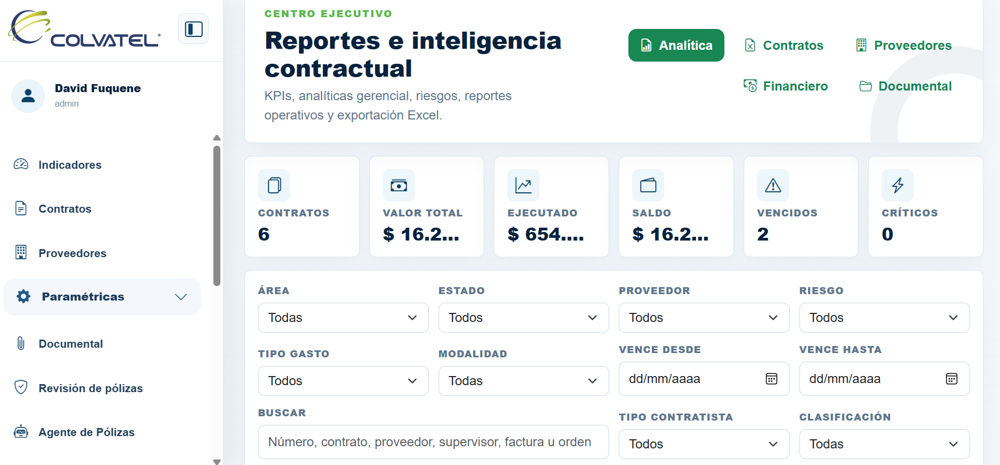 COLVATEL®
David Fuquene
admin
Indicadores
Contratos
Proveedores
Paramétricas
Documental
Revisión de pólizas
Agente de Pólizas
CENTRO EJECUTIVO
Reportes e inteligencia
contractual
KPIs, analíticas gerencial, riesgos, reportes
operativos y exportación Excel.
Analítica
Contratos
Proveedores
Financiero
Documental
CONTRATOS
6
VALOR TOTAL
$ 16.2...
EJECUTADO
$ 654....
SALDO
$ 16.2...
VENCIDOS
2
CRÍTICOS
0
ÁREA
Todas
ESTADO
Todos
PROVEEDOR
Todos
RIESGO
Todos
TIPO GASTO
Todos
MODALIDAD
Todas
VENCE DESDE
dd/mm/aaaa
VENCE HASTA
dd/mm/aaaa
BUSCAR
Número, contrato, proveedor, supervisor, factura u orden
TIPO CONTRATISTA
Todos
CLASIFICACIÓN
Todas